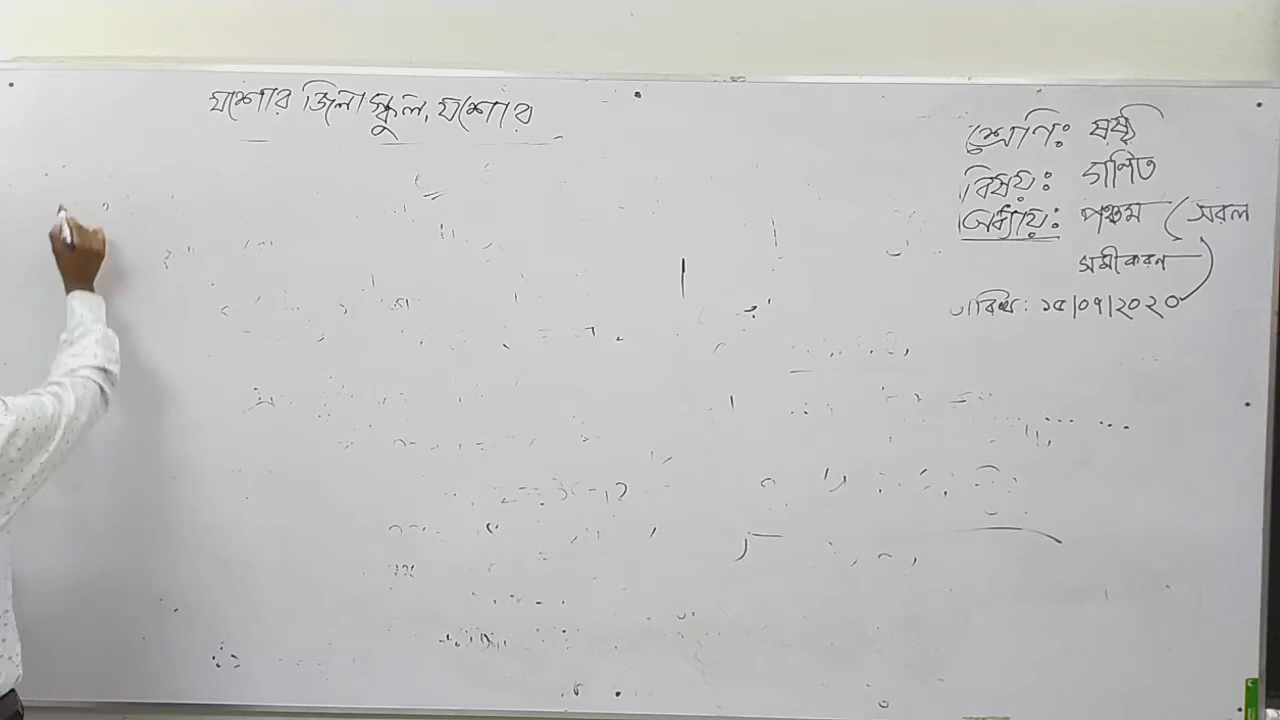 যশোর জিলা স্কুল, যশোর
শ্রেণি: ষষ্ঠ
বিষয়: গণিত
অধ্যায়: পঞ্চম (সরল
সমীকরণ)
তারিখ: ১৫/০৭/২০২০